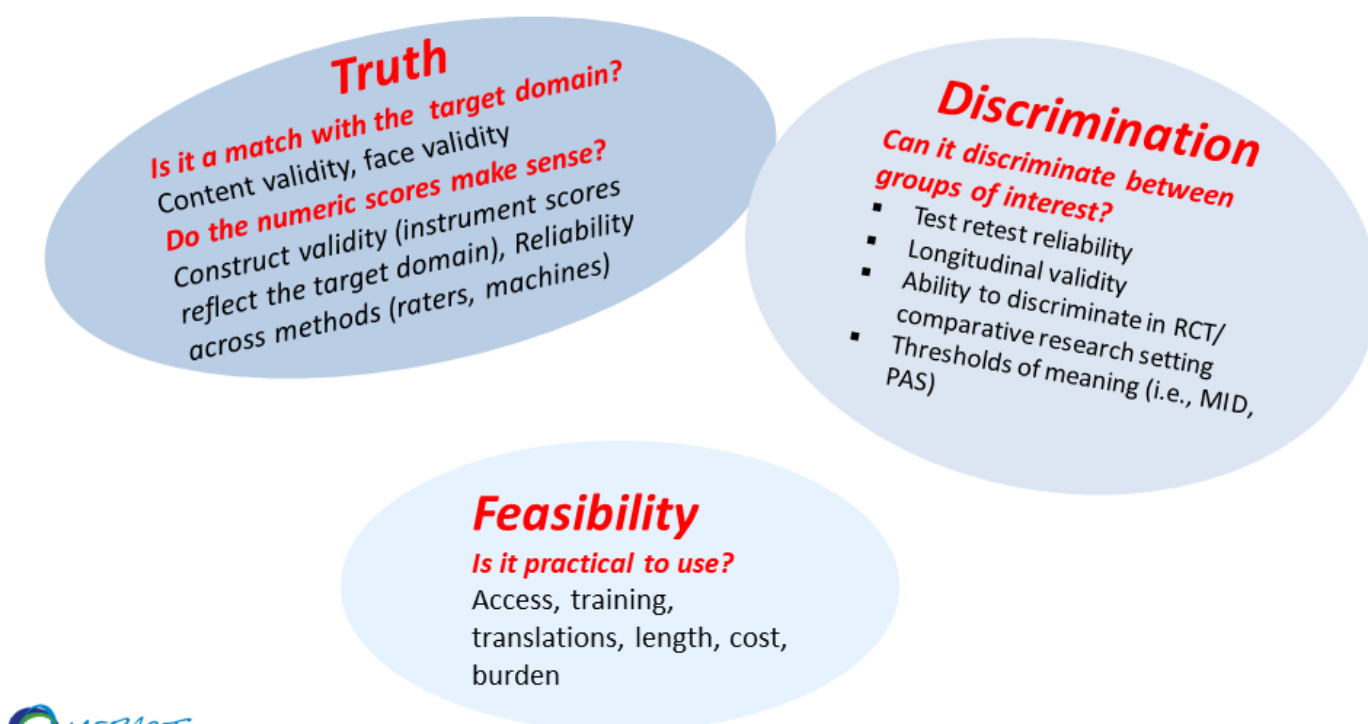 Truth
Is it a match with the target domain?
Content validity, face validity
Do the numeric scores make sense?
Construct validity (instrument scores
reflect the target domain), Reliability
across methods (raters, machines)
Discrimination
Can it discriminate between
groups of interest?
▪ Test retest reliability
▪ Longitudinal validity
▪ Ability to discriminate in RCT/
comparative research setting
▪ Thresholds of meaning (i.e., MID,
PAS)
Feasibility
Is it practical to use?
Access, training,
translations, length, cost,
burden